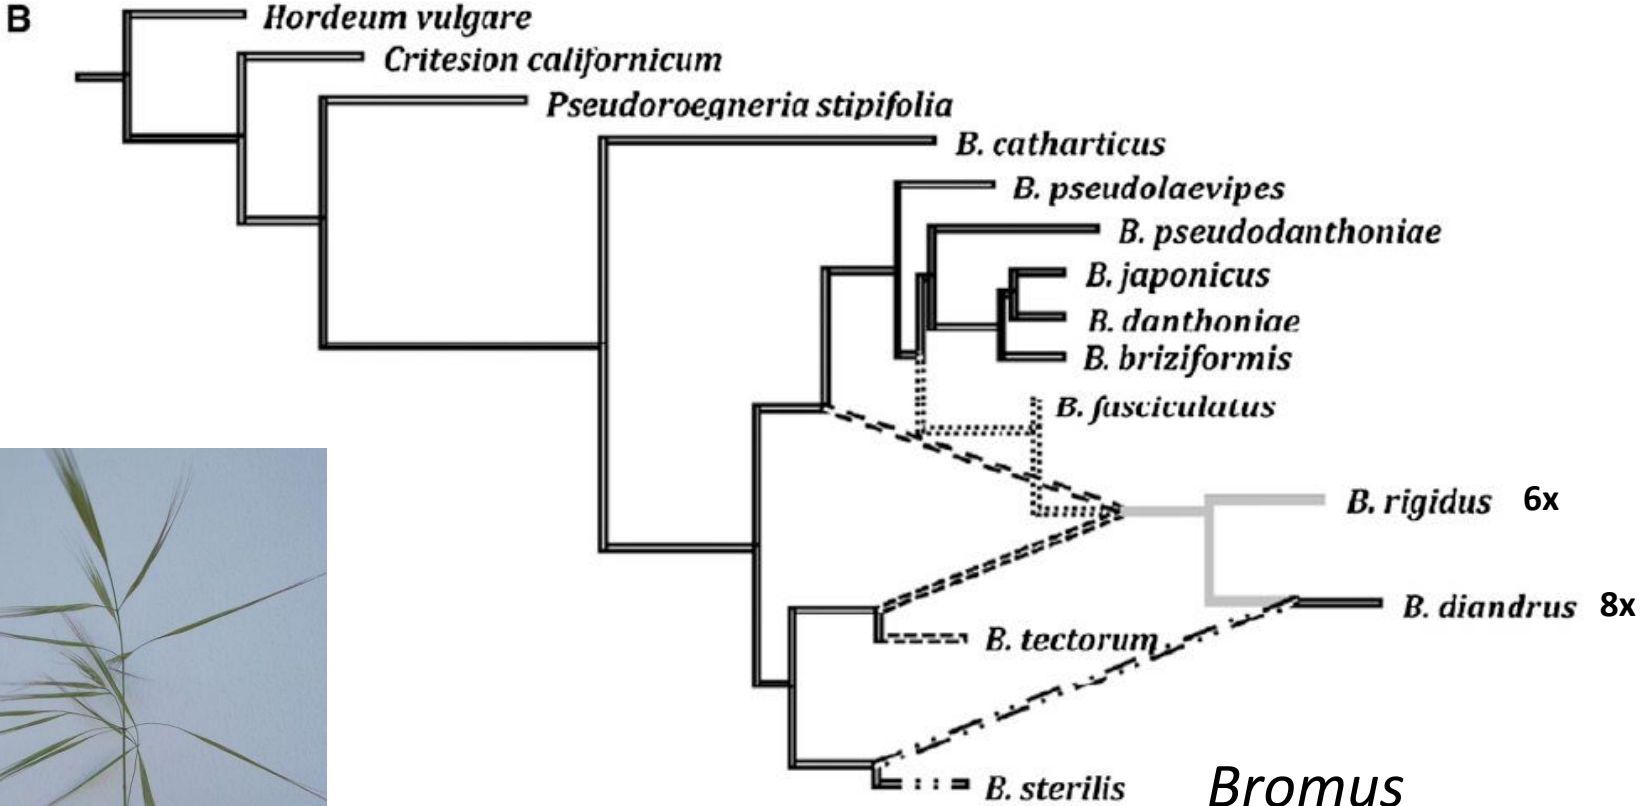 B
Hordeum vulgare
Critesion californicum
Pseudoroegneria stipifolia
B. catharticus
B. pseudolaevipes
B. pseudodanthoniae
B. japonicus
B. danthoniae
B. briziformis
B. fasciculatus
B. rigidus 6x
B. diandrus 8x
B. tectorum
B. sterilis
Bromus